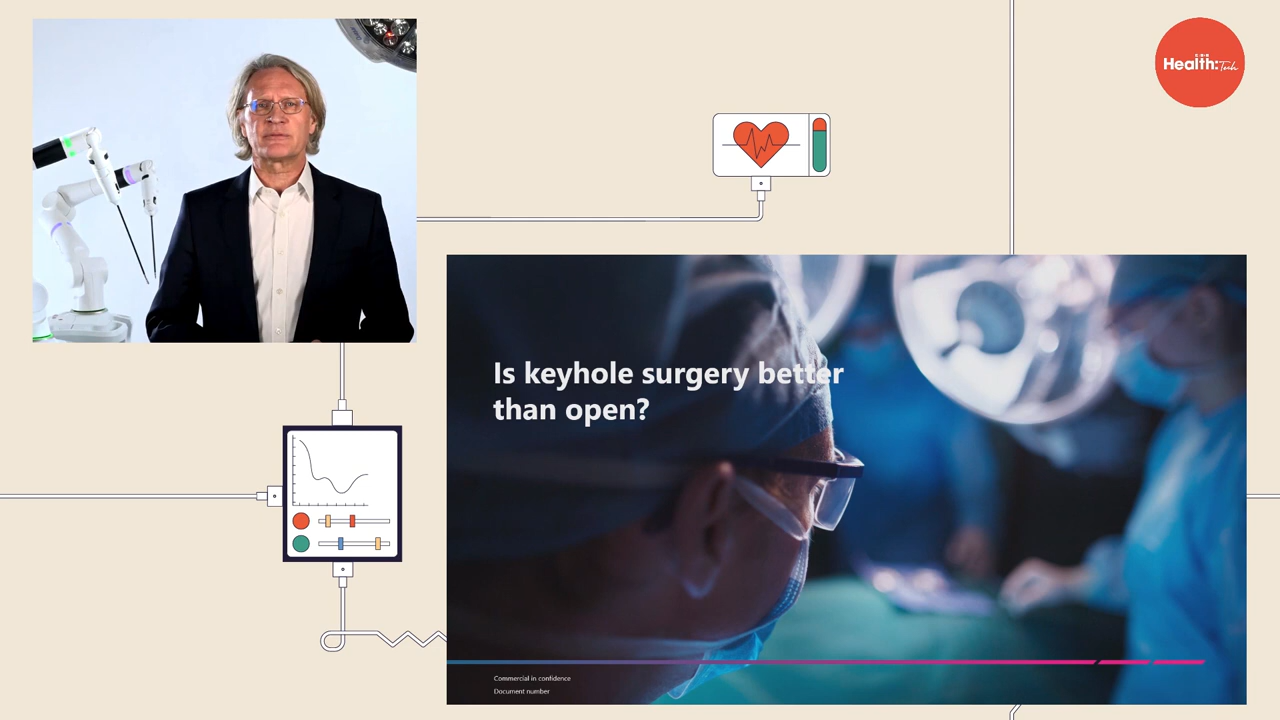 Health:Tech
Is keyhole surgery better
than open?
Commercial in confidence
Document number